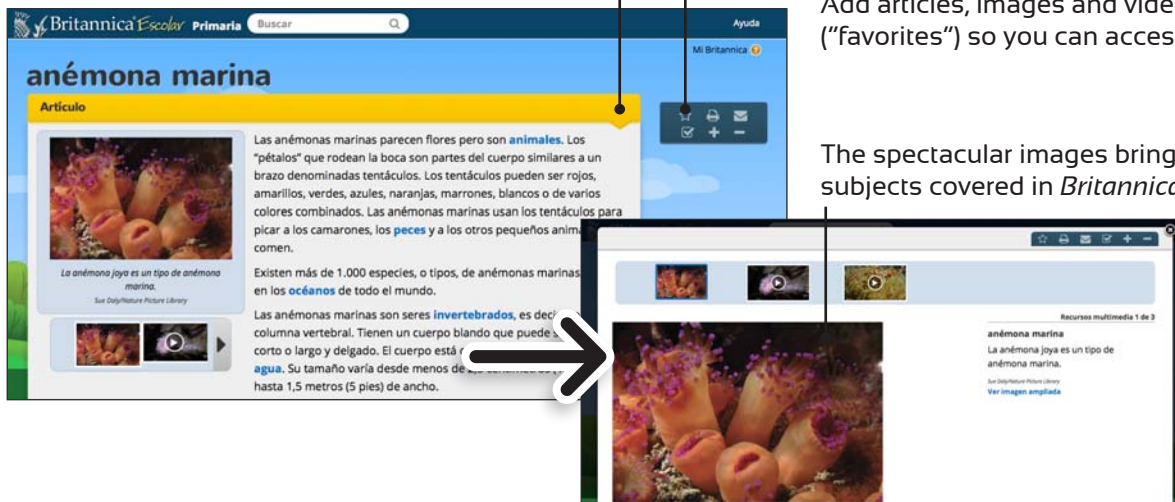 Add articles, images and vide
("favorites") so you can acces
Britannica Escolar Primaria
Buscar
Ayuda
Mi Britannica
anémona marina
Artículo
Las anémonas marinas parecen flores pero son animales. Los
"pétalos" que rodean la boca son partes del cuerpo similares a un
brazo denominadas tentáculos. Los tentáculos pueden ser rojos,
amarillos, verdes, azules, naranjas, marrones, blancos o de varios
colores combinados. Las anémonas marinas usan los tentáculos para
picar a los camarones, los peces y a los otros pequeños anima
comen.
Existen más de 1.000 especies, o tipos, de anémonas marinas
en los océanos de todo el mundo.
Las anémonas marinas son seres invertebrados, es deci
columna vertebral. Tienen un cuerpo blando que puede s
corto o largo y delgado. El cuerpo está
agua. Su tamaño varía desde menos de
hasta 1,5 metros (5 pies) de ancho.
La anémona joya es un tipo de anémona
marina.
Sue Daly/Nature Picture Library
The spectacular images bring
subjects covered in Britannica
Recursos multimedia 1 de 3
anémona marina
La anémona joya es un tipo de
anémona marina.
Sue Daly/Nature Picture Library
Ver imagen ampliada